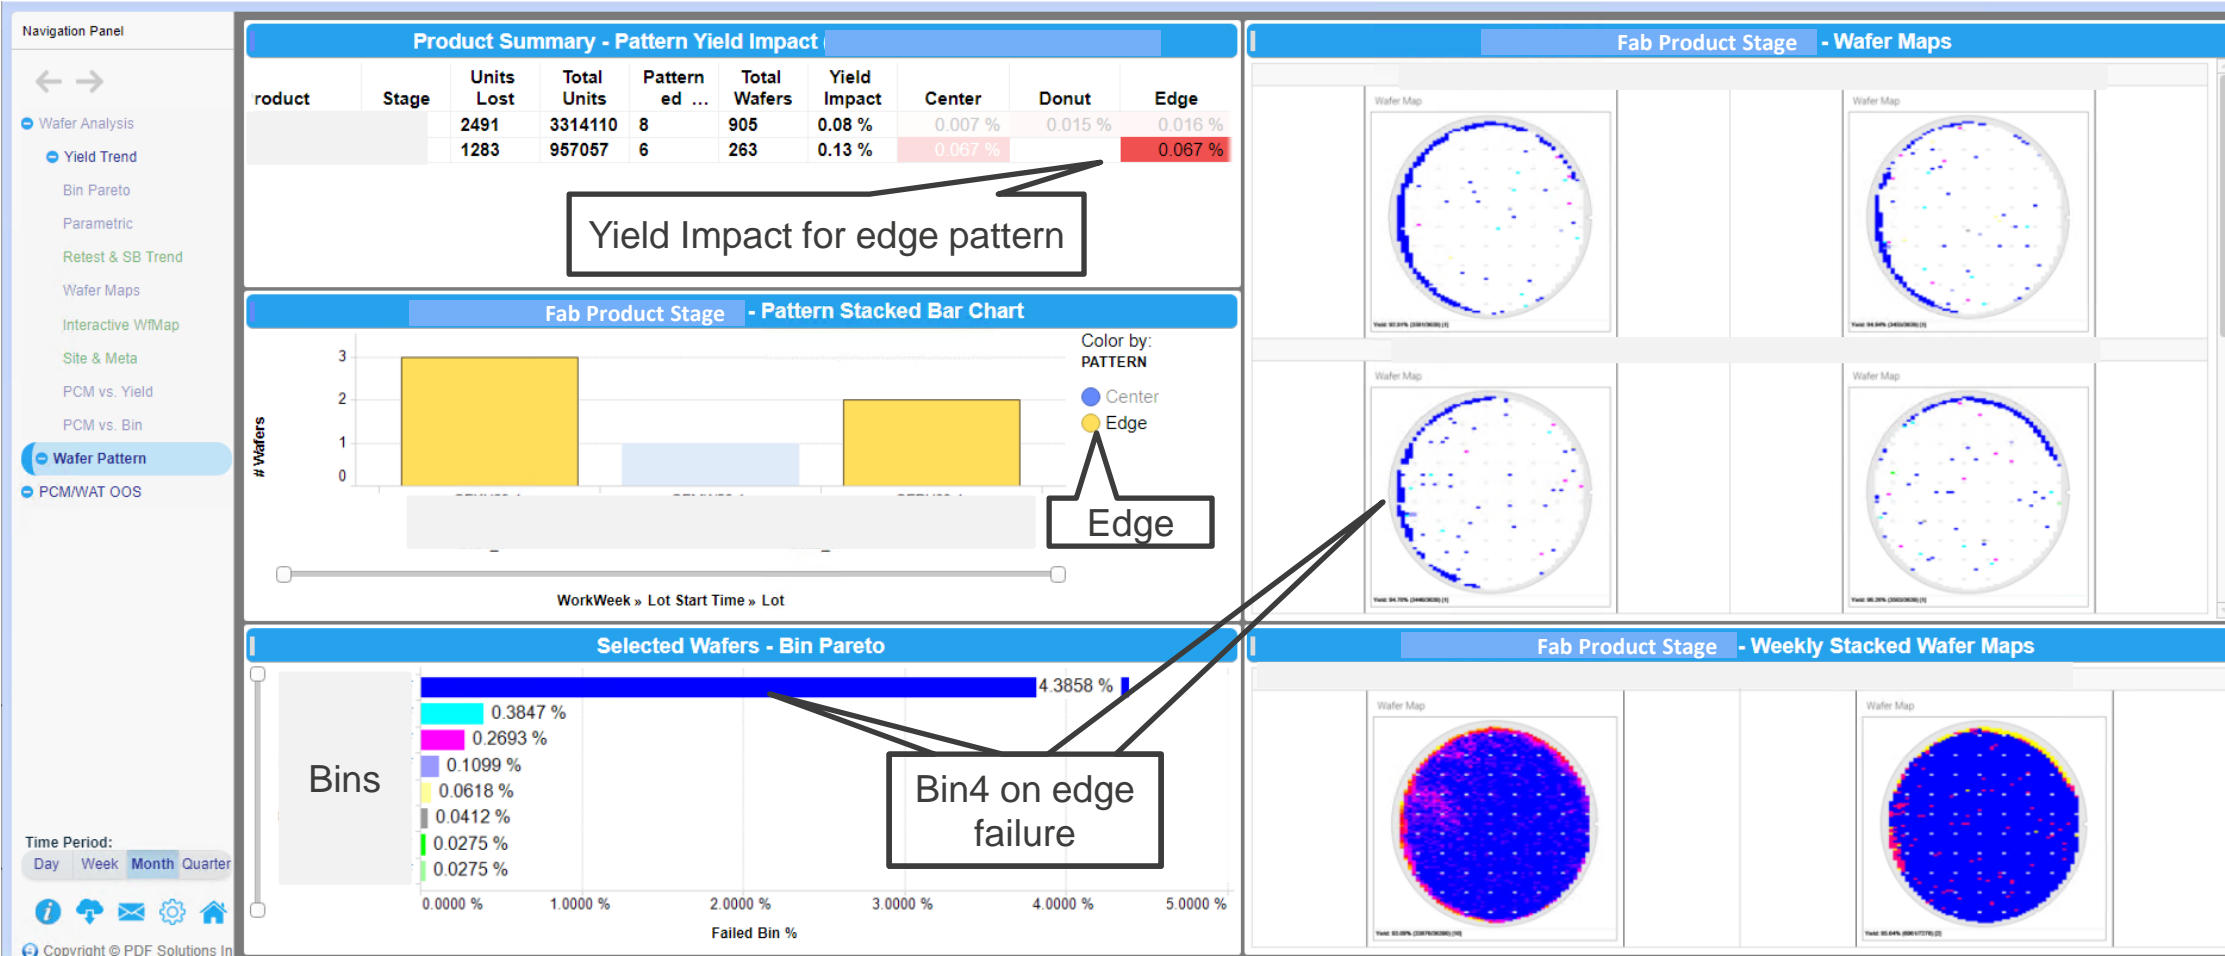 Navigation Panel
Wafer Analysis
Yield Trend
Bin Pareto
Parametric
Retest & SB Trend
Wafer Maps
Interactive WfMap
Site & Meta
PCM vs. Yield
PCM vs. Bin
Wafer Pattern
PCM/WAT OOS
Time Period:
Day Week Month Quarter
Copyright © PDF Solutions In
Product Summary - Pattern Yield Impact
roduct Stage Units Lost Total Units Pattern ed ... Total Wafers Yield Impact Center Donut Edge
2491 3314110 8 905 0.08 % 0.007 % 0.015 % 0.016 %
1283 957057 6 263 0.13 % 0.067 % 0.067 %
Yield Impact for edge pattern
Fab Product Stage - Pattern Stacked Bar Chart
Color by:
PATTERN
Center
Edge
Edge
# Wafers
3
2
1
0
WorkWeek » Lot Start Time » Lot
Selected Wafers - Bin Pareto
Bins
4.3858 %
0.3847 %
0.2693 %
0.1099 %
0.0618 %
0.0412 %
0.0275 %
0.0275 %
Bin4 on edge
failure
0.0000 % 1.0000 % 2.0000 % 3.0000 % 4.0000 % 5.0000 %
Failed Bin %
Fab Product Stage - Wafer Maps
Wafer Map
Wafer Map
Wafer Map
Wafer Map
Fab Product Stage - Weekly Stacked Wafer Maps
Wafer Map
Wafer Map